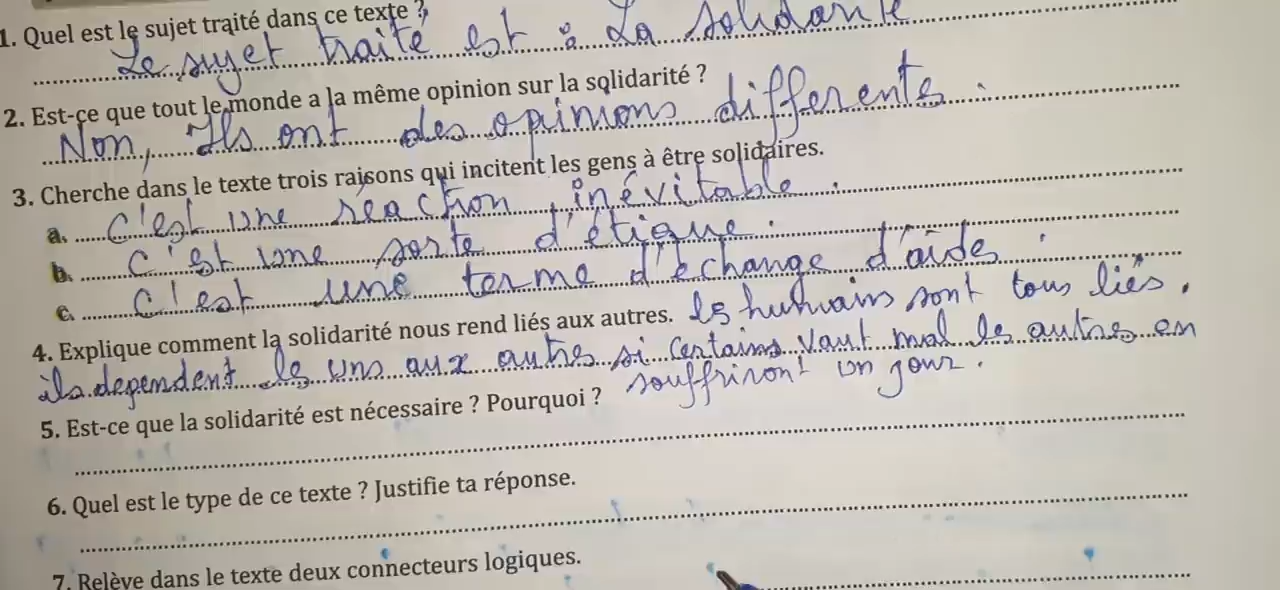 1. Quel est le sujet traité dans ce texte ?
Le sujet traité est : La solidarité
2. Est-ce que tout le monde a la même opinion sur la solidarité ?
Non, Ils ont des opinions differente.
3. Cherche dans le texte trois raisons qui incitent les gens à être solidaires.
a. C'est une réaction inévitable.
b. C'est une sorte d'étique.
c. C'est une terme d'échange d'aides.
4. Explique comment la solidarité nous rend liés aux autres. les humains sont tous liés,
ils dependent les uns aux autres si certains vaut mal les autres en
souffriront un jour.
5. Est-ce que la solidarité est nécessaire ? Pourquoi ?
6. Quel est le type de ce texte ? Justifie ta réponse.
7. Relève dans le texte deux connecteurs logiques.